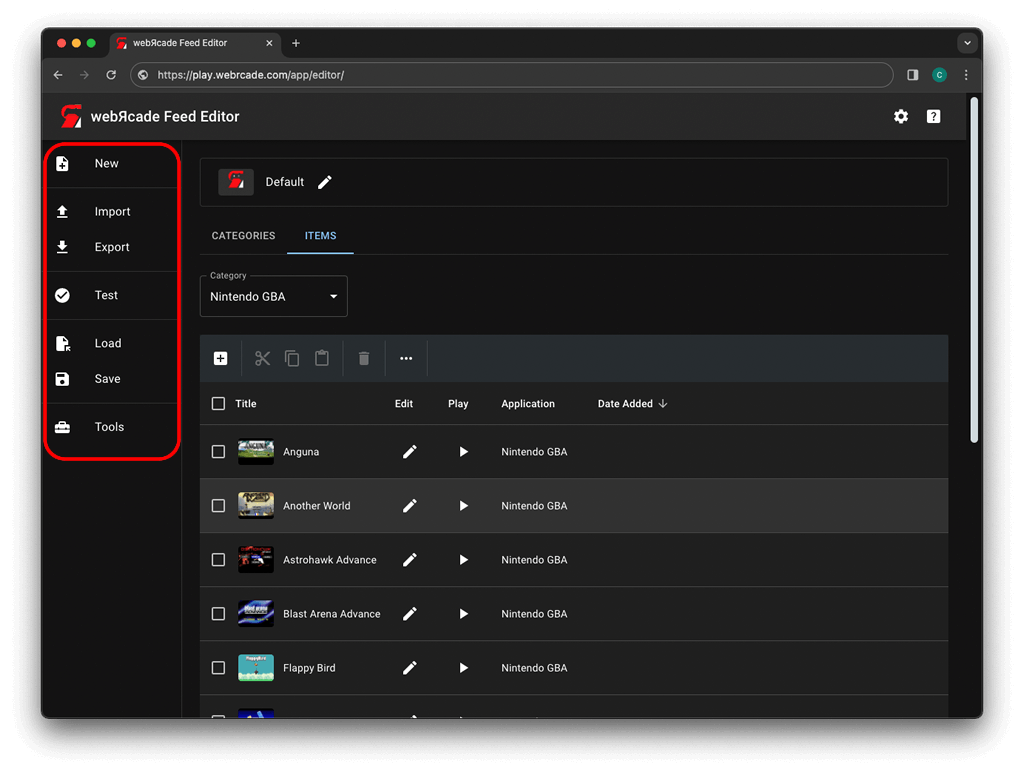 webЯcade Feed Editor
https://play.webrcade.com/app/editor/
C
webЯcade Feed Editor
?
New
Import
Export
Test
Load
Save
Tools
Default
CATEGORIES ITEMS
Category
Nintendo GBA
Title Edit Play Application Date Added
Anguna Nintendo GBA
Another World Nintendo GBA
Astrohawk Advance Nintendo GBA
Blast Arena Advance Nintendo GBA
Flappy Bird Nintendo GBA